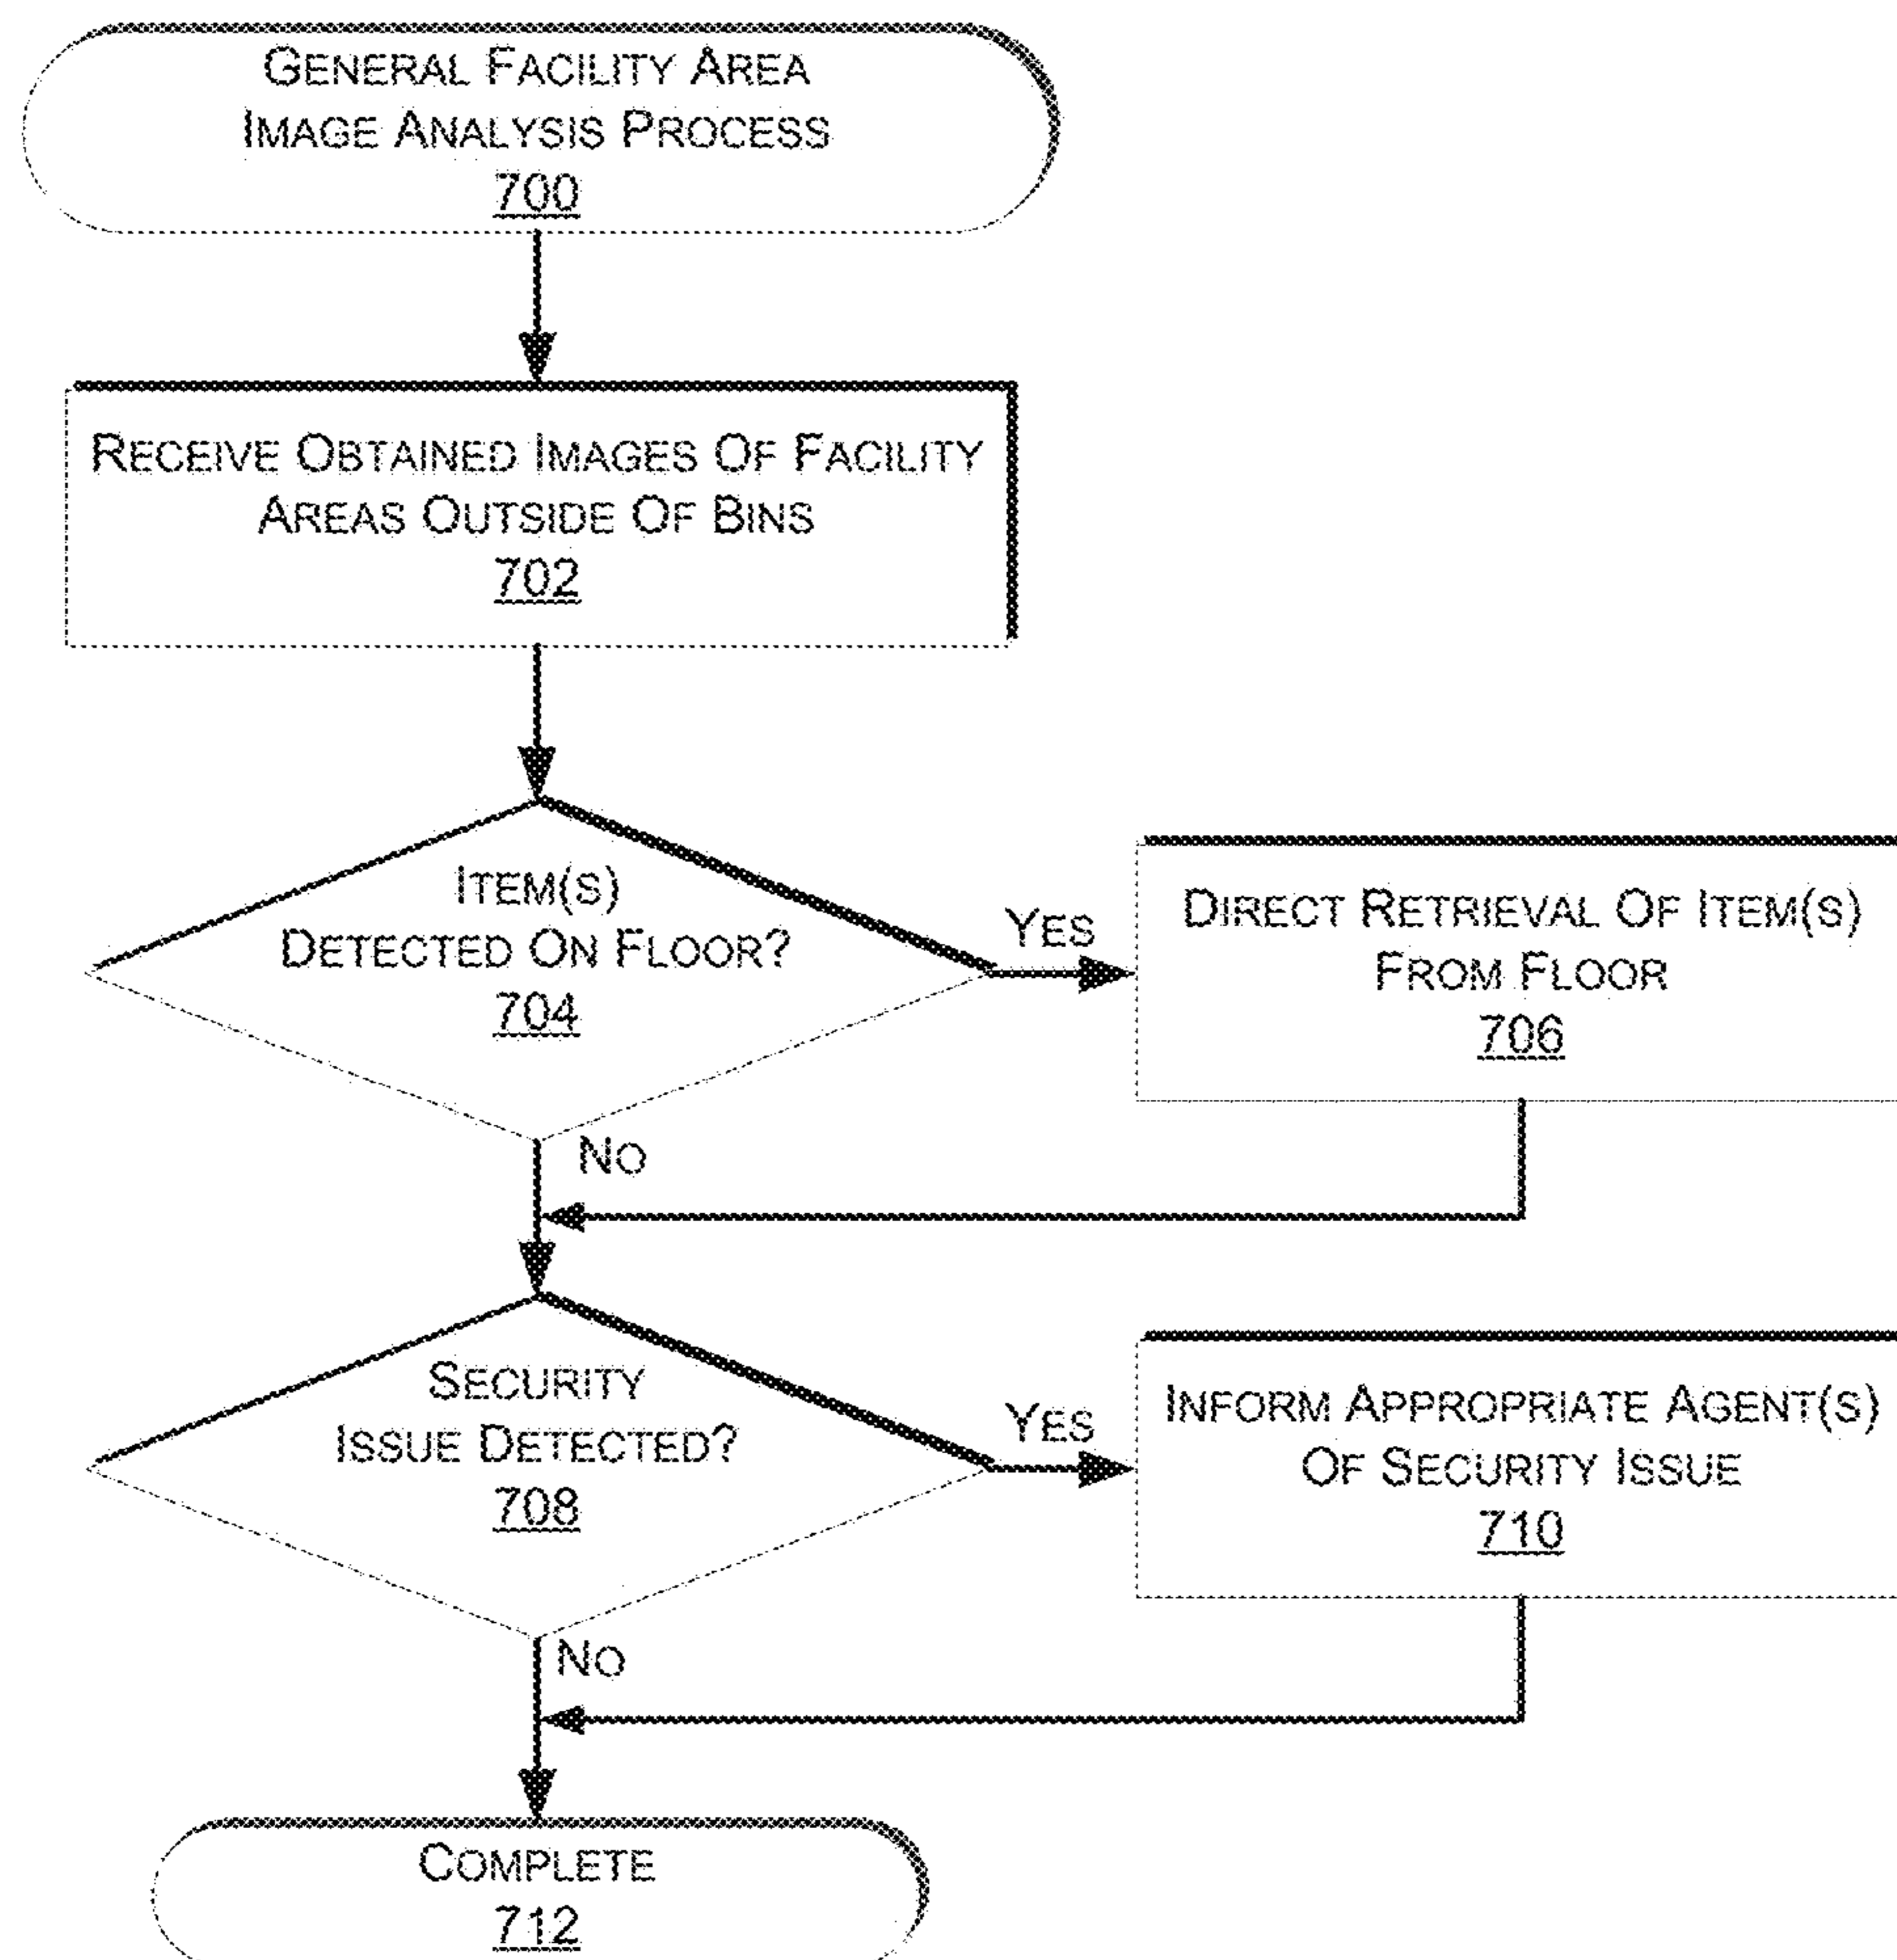 GENERAL FACILITY AREA
IMAGE ANALYSIS PROCESS
700
RECEIVE OBTAINED IMAGES OF FACILITY
AREAS OUTSIDE OF BINS
702
ITEM(S)
DETECTED ON FLOOR?
704
YES
DIRECT RETRIEVAL OF ITEM(S)
FROM FLOOR
706
NO
SECURITY
ISSUE DETECTED?
708
YES
INFORM APPROPRIATE AGENT(S)
OF SECURITY ISSUE
710
NO
COMPLETE
712